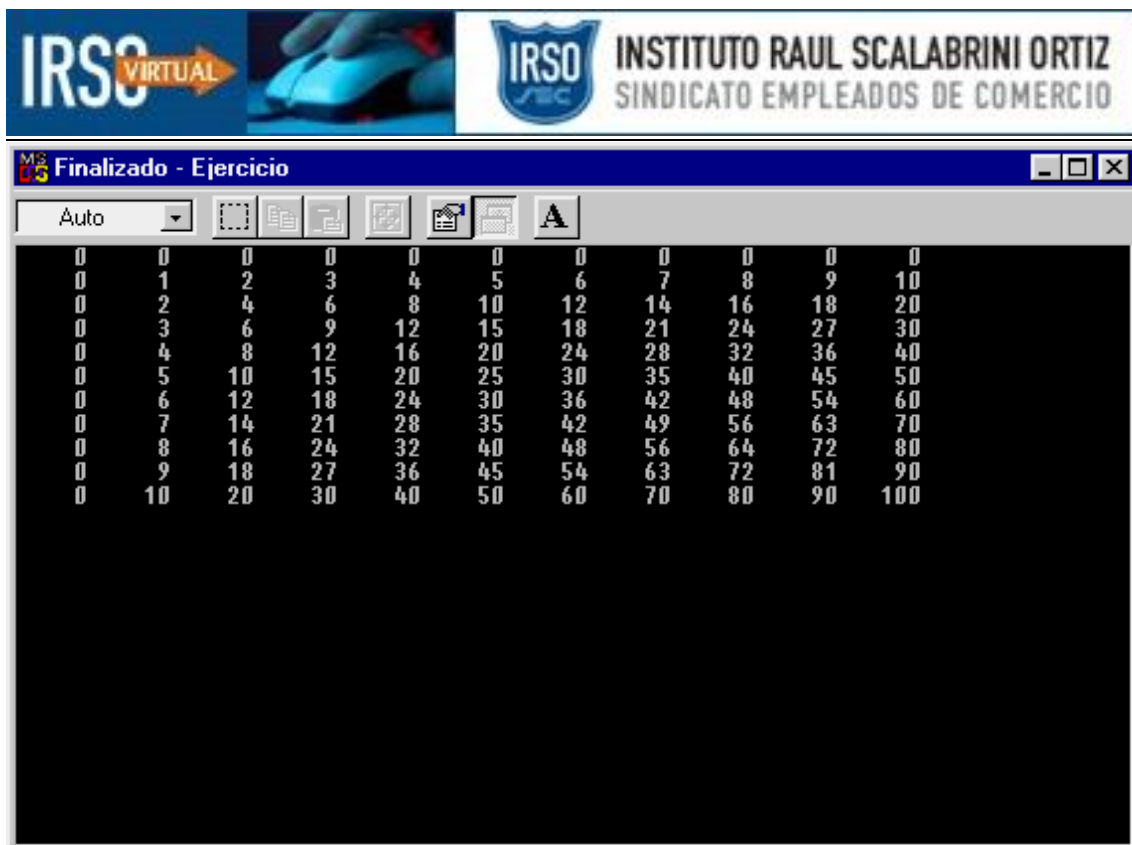 IRSO VIRTUAL
IRSO
SEC
INSTITUTO RAUL SCALABRINI ORTIZ
SINDICATO EMPLEADOS DE COMERCIO
MS DOS Finalizado - Ejercicio
Auto A
0 0 0 0 0 0 0 0 0 0 0
0 1 2 3 4 5 6 7 8 9 10
0 2 4 6 8 10 12 14 16 18 20
0 3 6 9 12 15 18 21 24 27 30
0 4 8 12 16 20 24 28 32 36 40
0 5 10 15 20 25 30 35 40 45 50
0 6 12 18 24 30 36 42 48 54 60
0 7 14 21 28 35 42 49 56 63 70
0 8 16 24 32 40 48 56 64 72 80
0 9 18 27 36 45 54 63 72 81 90
0 10 20 30 40 50 60 70 80 90 100